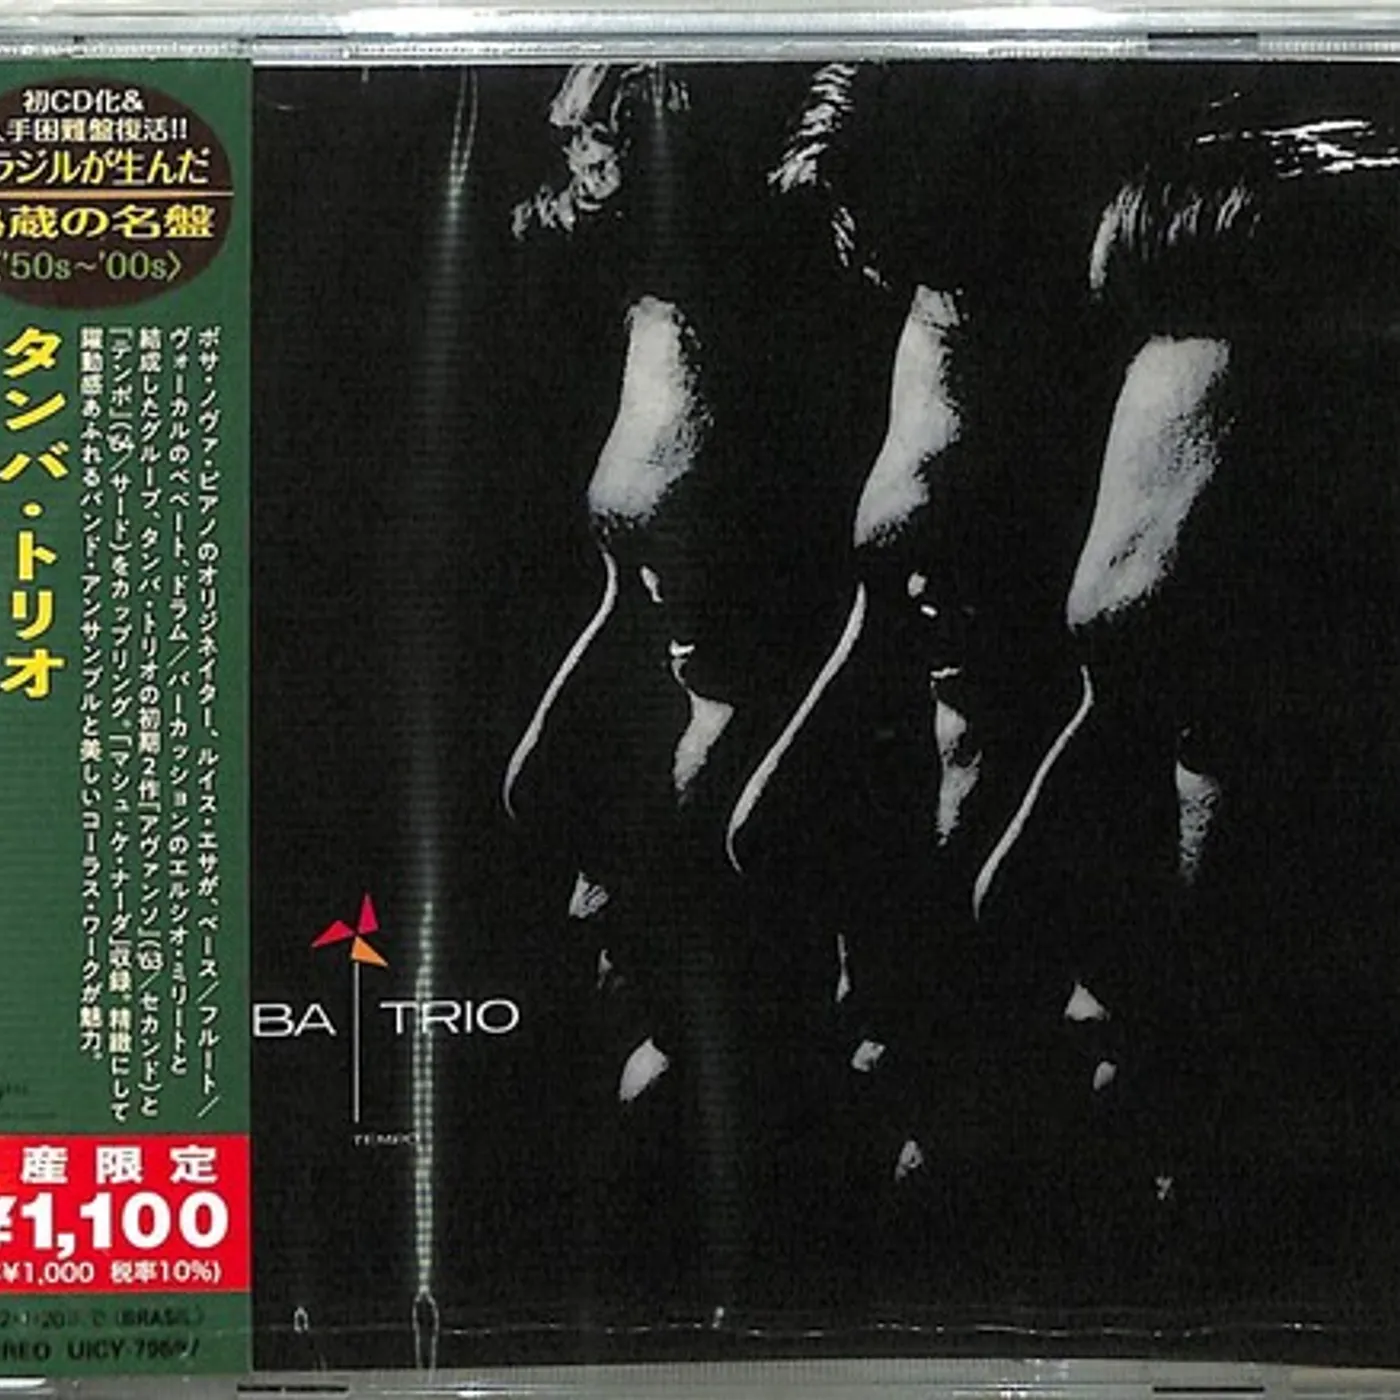 初CD化&
手困難盤復活!!
ラジルが生んだ
蔵の名盤
'50s~'00s〉
タンバ・トリオ
ボサ・ノヴァ・ピアノのオリジネイター、ルイス・エサが、ベース/フルート/
ヴォーカルのベベート、ドラム/パーカッションのエルシオ・ミリートと
結成したグループ、タンバ・トリオの初期2作『アヴァンソ』('63/セカンド)と
『テンポ』('64/サード)をカップリング。「マシュ・ケ・ナーダ」収録。精緻にして
躍動感あふれるバンド・アンサンブルと美しいコーラス・ワークが魅力。
BA TRIO
TEMPO
産限定
¥1,100
¥1,000 税率10%)
(BRASIL)
REO UICY-